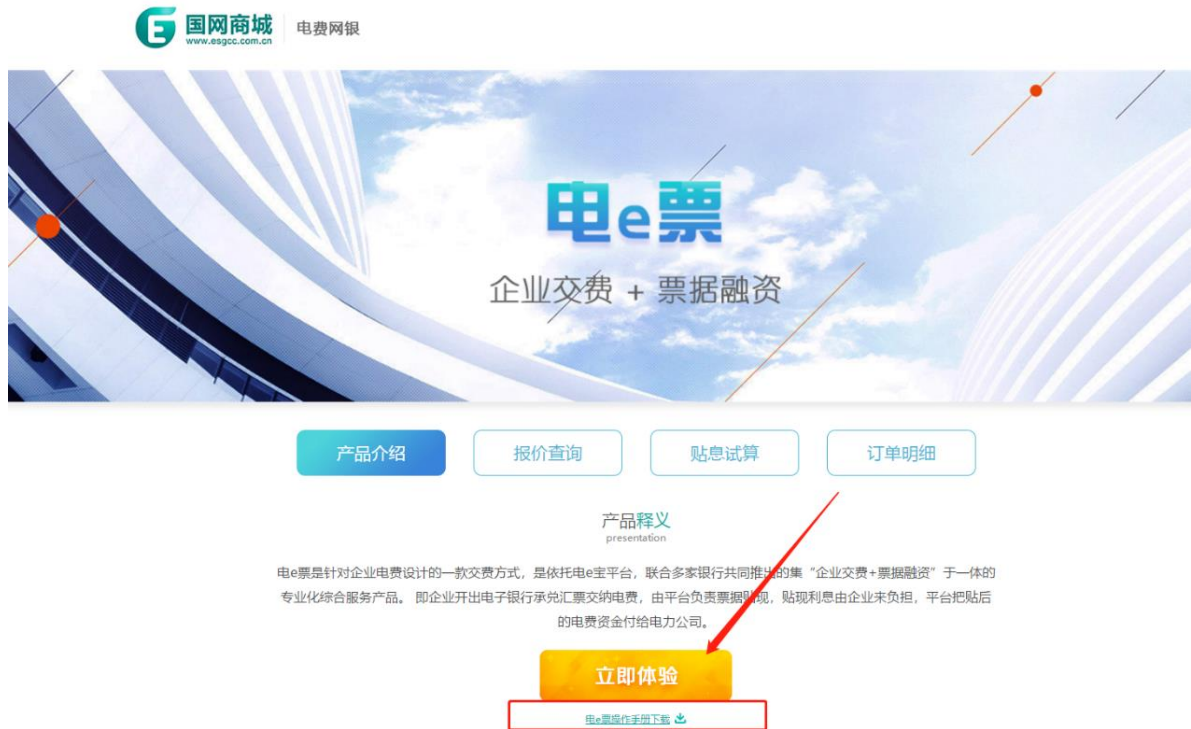 国网商城
www.esgcc.com.cn
电费网银
电e票
企业交费 + 票据融资
产品介绍
报价查询
贴息试算
订单明细
产品释义
presentation
电e票是针对企业电费设计的一款交费方式，是依托电e宝平台，联合多家银行共同推出的集“企业交费+票据融资”于一体的
专业化综合服务产品。 即企业开出电子银行承兑汇票交纳电费，由平台负责票据贴现，贴现利息由企业未负担，平台把贴后
的电费资金付给电力公司。
立即体验
电e票操作手册下载